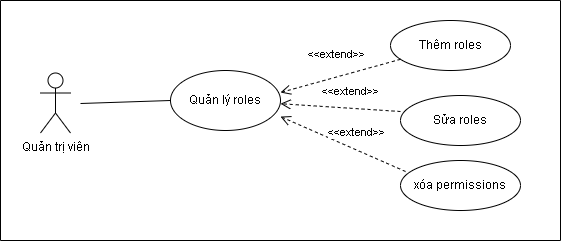 Thêm roles
<<extend>>
Quản lý roles
<<extend>>
Sửa roles
<<extend>>
Quản trị viên
xóa permissions